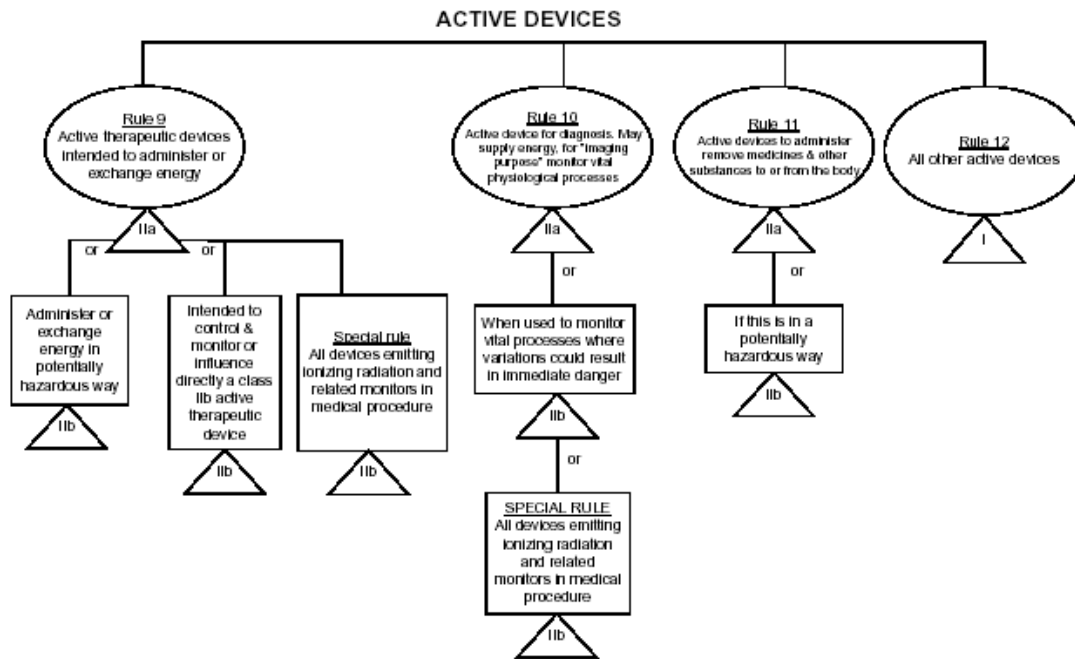 ACTIVE DEVICES
Rule 9
Active therapeutic devices
intended to administer or
exchange energy
IIa
or
or
Administer or
exchange
energy in
potentially
hazardous way
IIb
Intended to
control &
monitor or
influence
directly a class
IIb active
therapeutic
device
IIb
Special rule
All devices emitting
ionizing radiation and
related monitors in
medical procedure
IIb
Rule 10
Active device for diagnosis. May
supply energy, for "imaging
purpose" monitor vital
physiological processes
IIa
or
When used to monitor
vital processes where
variations could result
in immediate danger
IIb
or
SPECIAL RULE
All devices emitting
ionizing radiation
and related
monitors in medical
procedure
IIb
Rule 11
Active devices to administer
remove medicines & other
substances to or from the body
IIa
or
If this is in a
potentially
hazardous way
IIb
Rule 12
All other active devices
I